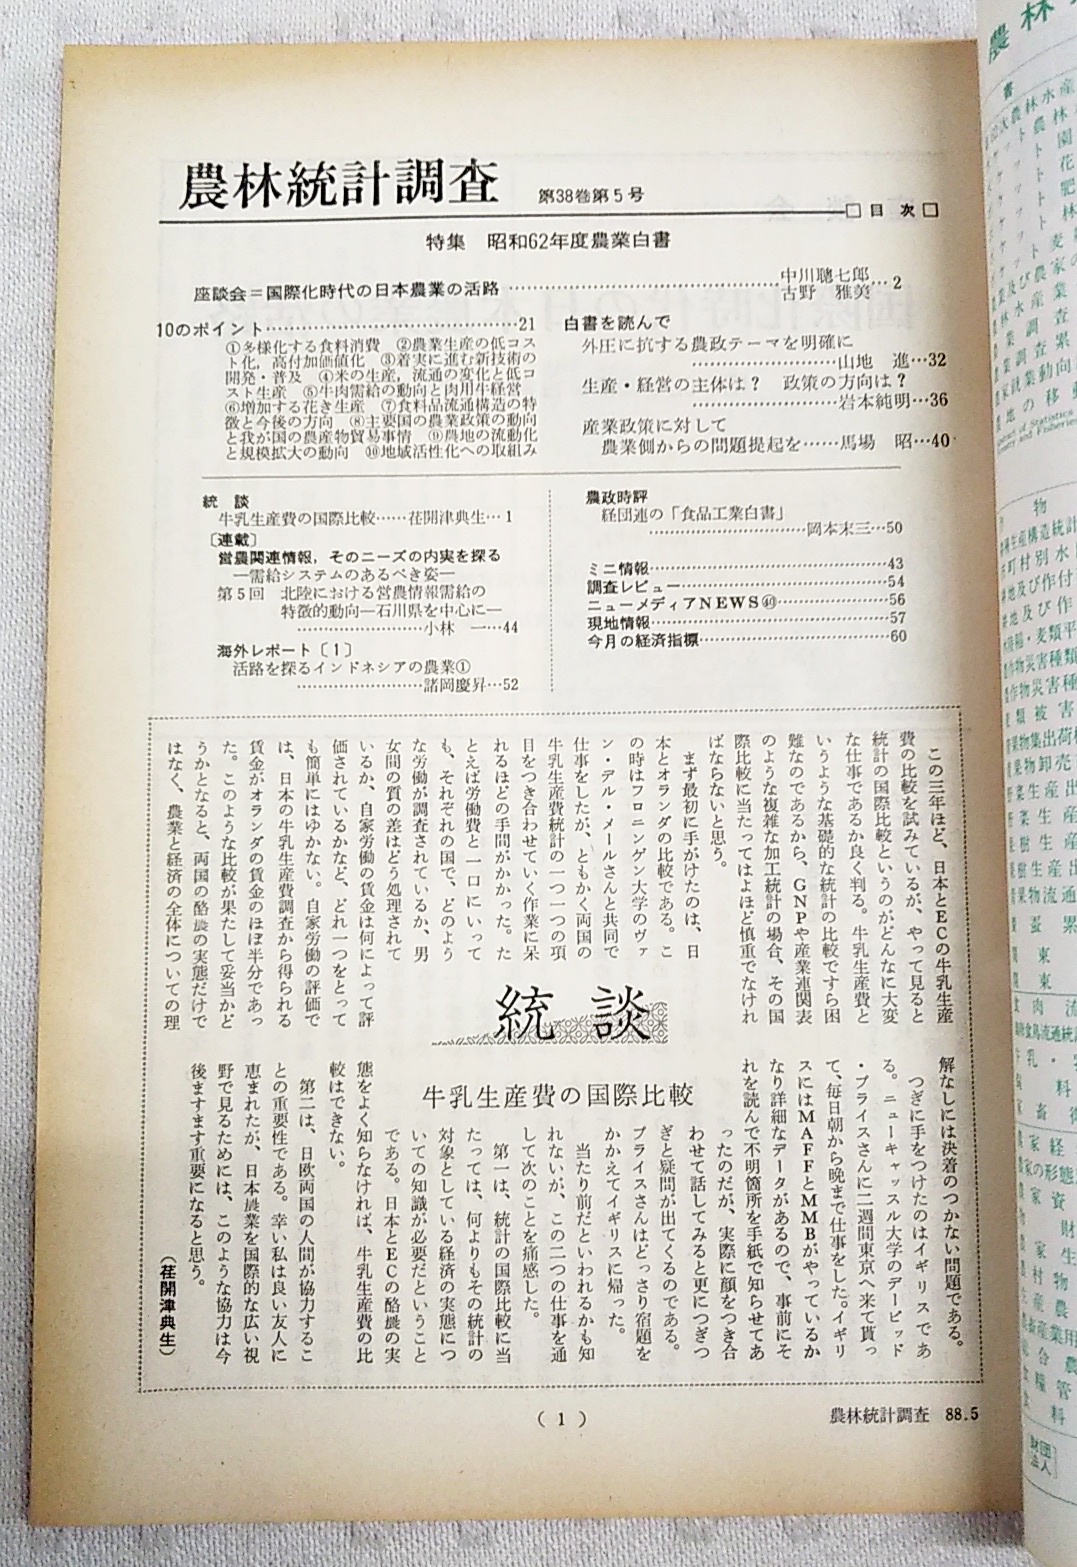 農林統計調査 第38巻第5号
□目 次□
特集 昭和62年度農業白書
座談会＝国際化時代の日本農業の活路……中川聰七郎 古野 雅美…2
10のポイント……21
①多様化する食料消費 ②農業生産の低コス
ト化，高付加価値化 ③着実に進む新技術の
開発・普及 ④米の生産，流通の変化と低コ
スト生産 ⑤牛肉需給の動向と肉用牛経営
⑥増加する花き生産 ⑦食料品流通構造の特
徴と今後の方向 ⑧主要国の農業政策の動向
と我が国の農産物貿易事情 ⑨農地の流動化
と規模拡大の動向 ⑩地域活性化への取組み
白書を読んで
外圧に抗する農政テーマを明確に
……山地 進…32
生産・経営の主体は？ 政策の方向は？
……岩本純明…36
産業政策に対して
農業側からの問題提起を……馬場 昭…40
統 談
牛乳生産費の国際比較……荏開津典生…1
〔連載〕
営農関連情報，そのニーズの内実を探る
―需給システムのあるべき姿―
第5回 北陸における営農情報需給の
特徴的動向―石川県を中心に―
……小林 一…44
海外レポート〔1〕
活路を探るインドネシアの農業①
……諸岡慶昇…52
農政時評
経団連の「食品工業白書」
……岡本末三…50
ミニ情報……43
調査レビュー……54
ニューメディアNEWS㊵……56
現地情報……57
今月の経済指標……60
統 談
牛乳生産費の国際比較
この三年ほど、日本とECの牛乳生産
費の比較を試みているが、やって見ると
統計の国際比較というのがどんなに大変
な仕事であるか良く判る。牛乳生産費と
いうような基礎的な統計の比較ですら困
難なのであるから、GNPや産業連関表
のような複雑な加工統計の場合、その国
際比較に当たってはよほど慎重でなけれ
ばならないと思う。
まず最初に手がけたのは、日
本とオランダの比較である。こ
の時はフロニンゲン大学のヴァ
ン・デル・メールさんと共同で
仕事をしたが、ともかく両国の
牛乳生産費統計の一つ一つの項
目をつき合わせていく作業に呆
れるほどの手間がかかった。た
とえば労働費と一口にいって
も、それぞれの国で、どのよう
な労働が調査されているか、男
女間の質の差はどう処理されて
いるか、自家労働の賃金は何によって評
価されているかなど、どれ一つをとって
も簡単にはゆかない。自家労働の評価で
は、日本の牛乳生産費調査から得られる
賃金がオランダの賃金のほぼ半分であっ
た。このような比較が果たして妥当かど
うかとなると、両国の酪農の実態だけで
はなく、農業と経済の全体についての理
解なしには決着のつかない問題である。
つぎに手をつけたのはイギリスであ
る。ニューキャッスル大学のデービッド
・プライスさんに二週間東京へ来て貰っ
て、毎日朝から晩まで仕事をした。イギリ
スにはMAFFとMMBがやっているか
なり詳細なデータがあるので、事前にそ
れを読んで不明箇所を手紙で知らせてあ
ったのだが、実際に顔をつき合
わせて話してみると更につぎつ
ぎと疑問が出てくるのである。
プライスさんはどっさり宿題を
かかえてイギリスに帰った。
当たり前だといわれるかも知
れないが、この二つの仕事を通
して次のことを痛感した。
第一は、統計の国際比較に当
たっては、何よりもその統計の
対象としている経済の実態につ
いての知識が必要だということ
である。日本とECの酪農の実
態をよく知らなければ、牛乳生産費の比
較はできない。
第二は、日欧両国の人間が協力するこ
との重要性である。幸い私は良い友人に
恵まれたが、日本農業を国際的な広い視
野で見るためには、このような協力は今
後ますます重要になると思う。
（荏開津典生）
（1）
農林統計調査 88.5